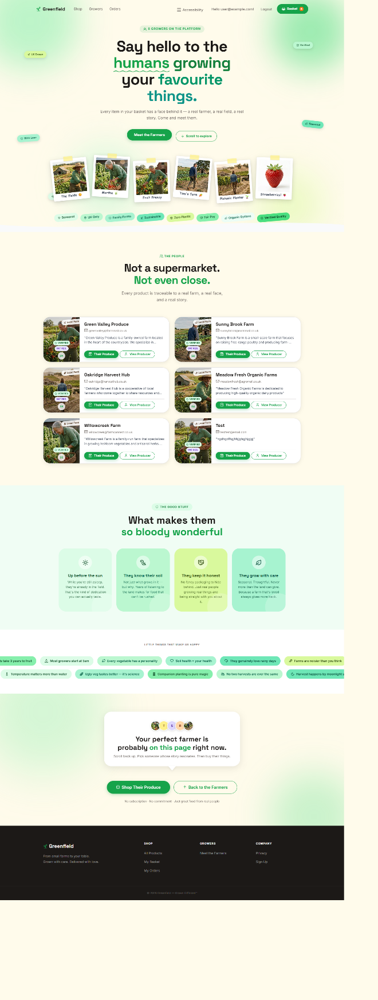 Greenfield
Shop
Growers
Orders
Accessibility
Hello user@example.com!
Logout
Basket
8 GROWERS ON THE PLATFORM
UK Grown
Verified
Say hello to the
humans growing
your favourite
things.
Every item in your basket has a face behind it — a real farmer, a real field, a real
story. Come and meet them.
Seasonal
With Love
Meet the Farmers
Scroll to explore
The fields
Martha
Fruit Frenzy
Tom's farm
Platonic Planter
Strawberries!
Seasonal
UK Only
Family Farms
Sustainable
Zero Plastic
Fair Pay
Organic Options
Verified Quality
THE PEOPLE
Not a supermarket.
Not even close.
Every product is traceable to a real farm, a real face,
and a real story.
Local Farm
VERIFIED
VAT REG.
01
Green Valley Produce
greenvalley@farmmail.co.uk
"Green Valley Produce is a family-owned farm located
in the heart of the countryside. We specialize in...
Their Produce
View Producer
Local Farm
VERIFIED
VAT REG.
02
Sunny Brook Farm
sunnybrook@farmmail.co.uk
"Sunny Brook Farm is a small-scale farm that focuses
on raising free-range poultry and producing farm-...
Their Produce
View Producer
Local Farm
VERIFIED
VAT REG.
03
Oakridge Harvest Hub
oakridge@harvesthub.co.uk
"Oakridge Harvest Hub is a cooperative of local
farmers who come together to share resources and...
Their Produce
View Producer
Local Farm
VERIFIED
04
Meadow Fresh Organic Farms
meadowfresh@agromail.co.uk
"Meadow Fresh Organic Farms is dedicated to
producing high-quality organic dairy products"
Their Produce
View Producer
Local Farm
VERIFIED
05
Willowcreek Farm
willowcreek@farmconnect.co.uk
"Willowcreek Farm is a family-run farm that specializes
in growing heirloom vegetables and artisanal herbs....
Their Produce
View Producer
Local Farm
VERIFIED
VAT REG.
06
Test
testtest@email.com
Their Produce
View Producer
THE GOOD STUFF
What makes them
so bloody wonderful
Up before the sun
While you're still asleep,
they're already in the field.
That's the kind of dedication
you can actually taste.
They know their soil
Not just what grows in it —
but why. Years of listening to
the land makes for food that
can't be rushed.
They keep it honest
No fancy packaging to hide
behind. Just real people
growing real things and
being straight with you about
it.
They grow with care
Seasonal. Thoughtful. Never
more than the land can give.
Because a farm that's loved
always gives more back.
LITTLE THINGS THAT MAKE US HAPPY
take 3 years to fruit
Most growers start at 5am
Every vegetable has a personality
Soil health = your health
They genuinely love rainy days
Farms are noisier than you think
Temperature matters more than water
Ugly veg tastes better — it's science
Companion planting is pure magic
No two harvests are ever the same
Harvest happens by moonlight
T
S
R
Your perfect farmer is
probably on this page right now.
Scroll back up. Pick someone whose story resonates. Then buy their things.
Shop Their Produce
Back to the Farmers
No subscription · No commitment · Just great food from real people
Greenfield
From small farms to your table.
Grown with care. Delivered with love.
SHOP
All Products
My Basket
My Orders
GROWERS
Meet the Farmers
COMPANY
Privacy
Sign Up